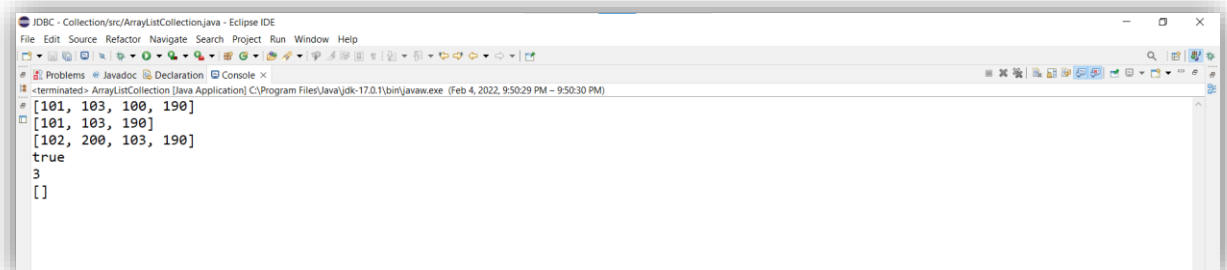 JDBC - Collection/src/ArrayListCollection.java - Eclipse IDE
File Edit Source Refactor Navigate Search Project Run Window Help
Problems Javadoc Declaration Console
<terminated> ArrayListCollection [Java Application] C:\Program Files\Java\jdk-17.0.1\bin\javaw.exe (Feb 4, 2022, 9:50:29 PM – 9:50:30 PM)
[101, 103, 100, 190]
[101, 103, 190]
[102, 200, 103, 190]
true
3
[]